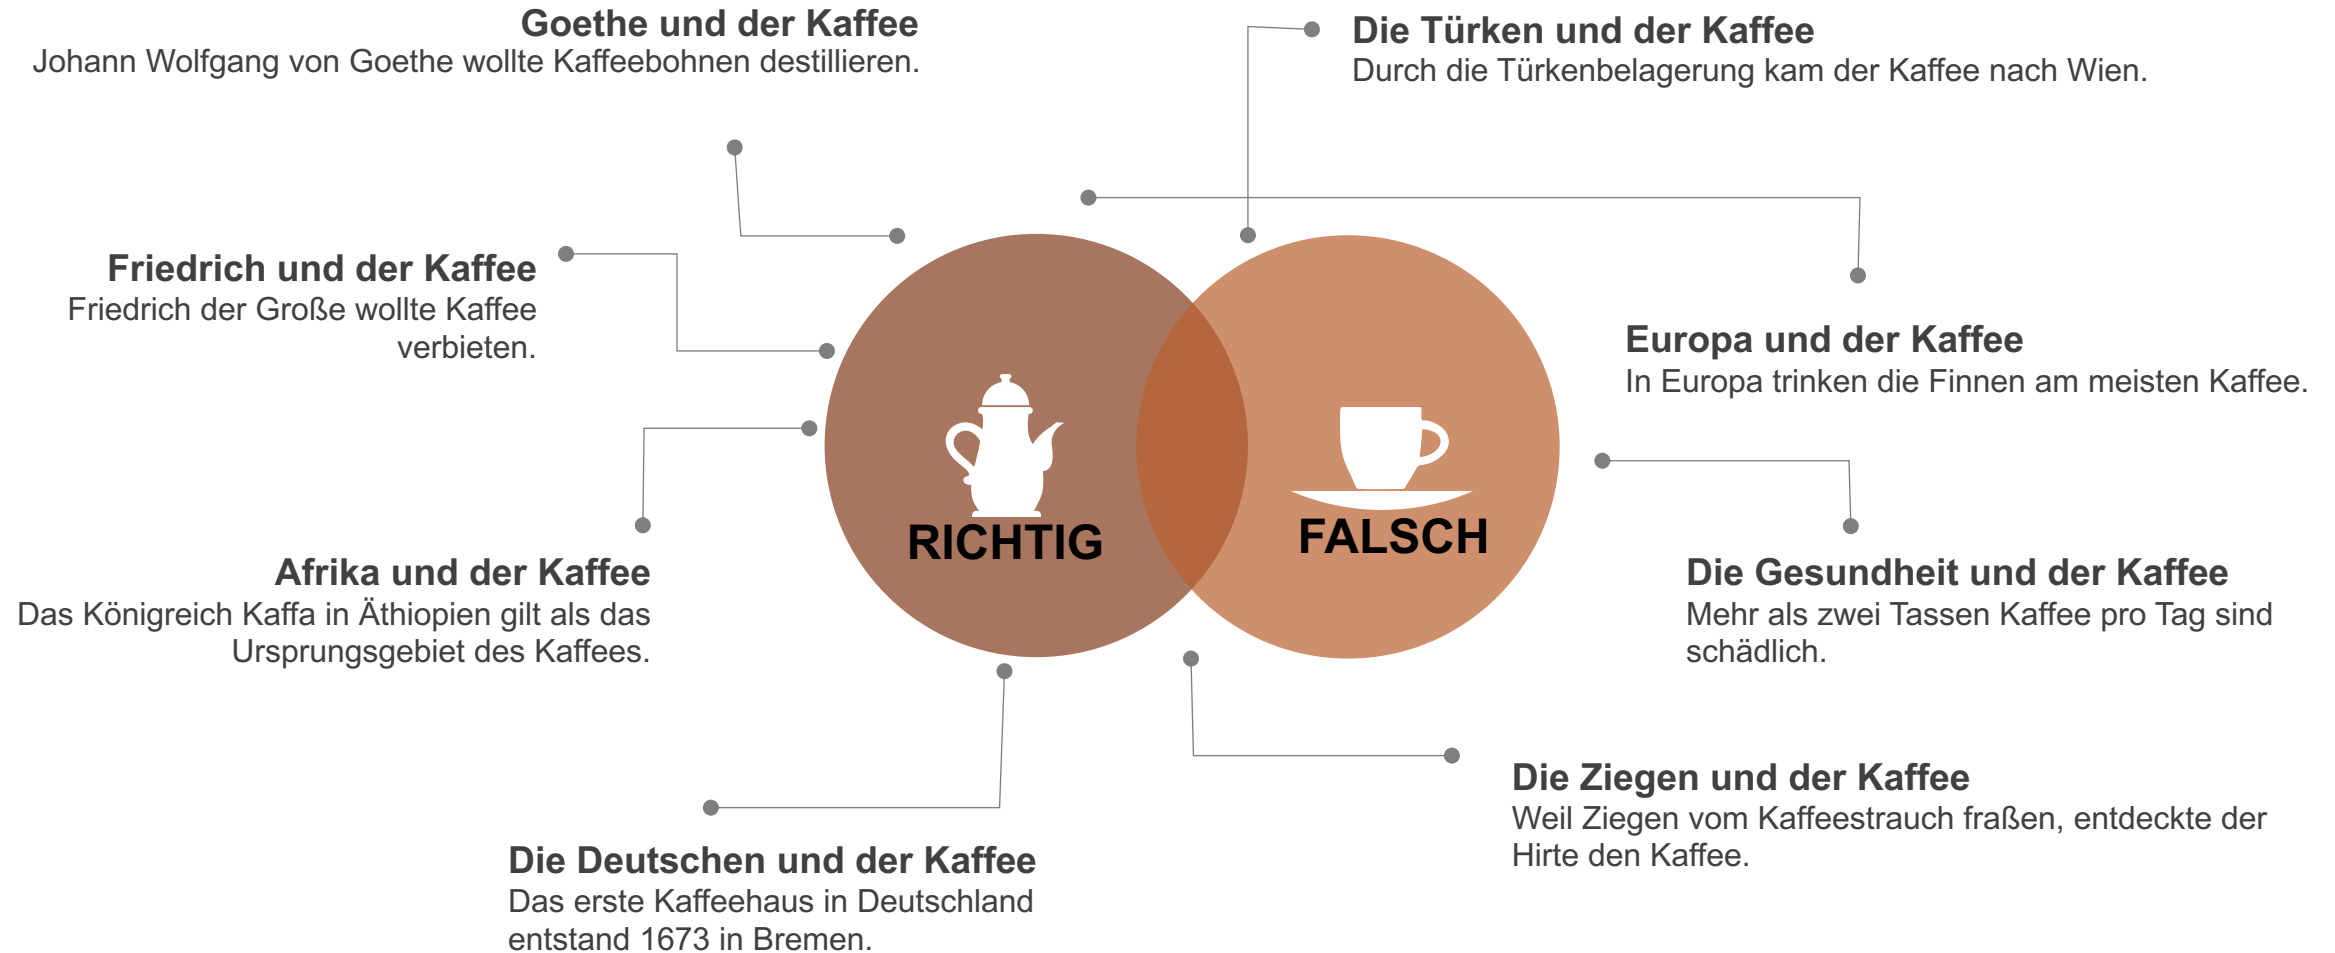 Goethe und der Kaffee
Johann Wolfgang von Goethe wollte Kaffeebohnen destillieren.
Die Türken und der Kaffee
Durch die Türkenbelagerung kam der Kaffee nach Wien.
Friedrich und der Kaffee
Friedrich der Große wollte Kaffee
verbieten.
Europa und der Kaffee
In Europa trinken die Finnen am meisten Kaffee.
RICHTIG
FALSCH
Afrika und der Kaffee
Das Königreich Kaffa in Äthiopien gilt als das
Ursprungsgebiet des Kaffees.
Die Gesundheit und der Kaffee
Mehr als zwei Tassen Kaffee pro Tag sind
schädlich.
Die Ziegen und der Kaffee
Weil Ziegen vom Kaffeestrauch fraßen, entdeckte der
Hirte den Kaffee.
Die Deutschen und der Kaffee
Das erste Kaffeehaus in Deutschland
entstand 1673 in Bremen.